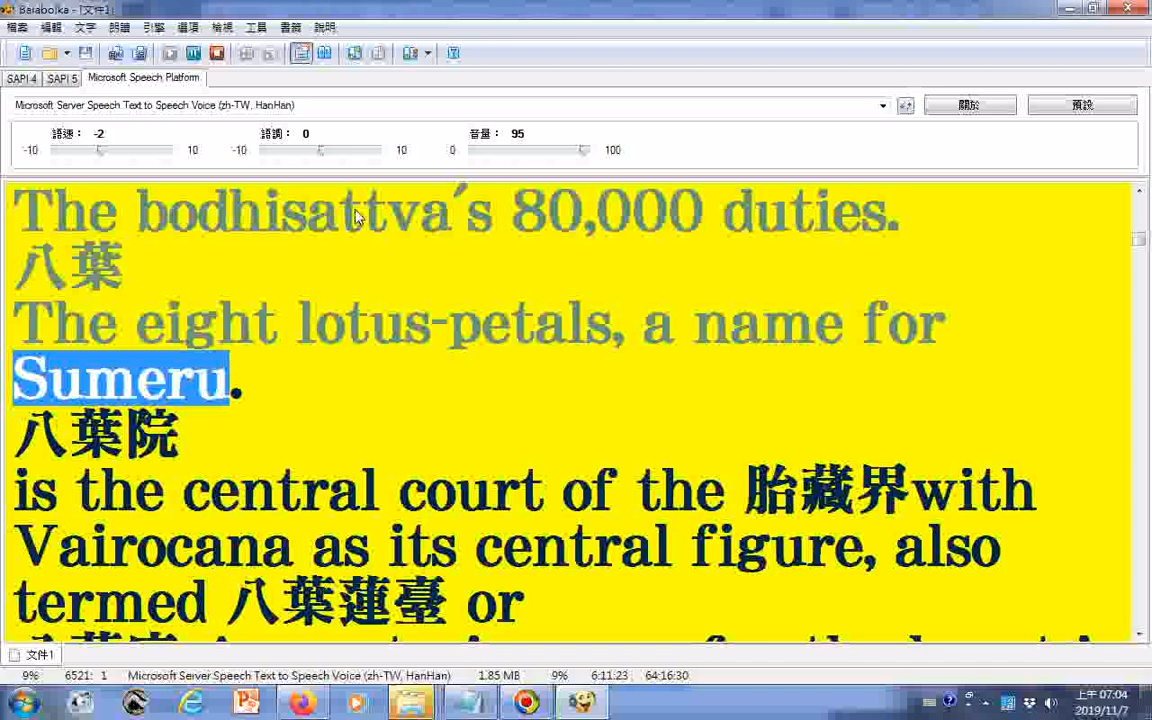 Balabolka - [文件1]
檔案 編輯 文字 朗讀 引擎 選項 檢視 工具 書籤 說明
SAPI 4 SAPI 5 Microsoft Speech Platform
Microsoft Server Speech Text to Speech Voice (zh-TW, HanHan) 關於 預設
語速： -2 語調： 0 音量： 95
-10 10 -10 10 0 100
The bodhisattva's 80,000 duties.
八葉
The eight lotus-petals, a name for
Sumeru.
八葉院
is the central court of the 胎藏界with
Vairocana as its central figure, also
termed 八葉蓮臺 or
文件1
9% 6521: 1 Microsoft Server Speech Text to Speech Voice (zh-TW, HanHan) 1.85 MB 9% 6:11:23 64:16:30
上午 07:04
2019/11/7